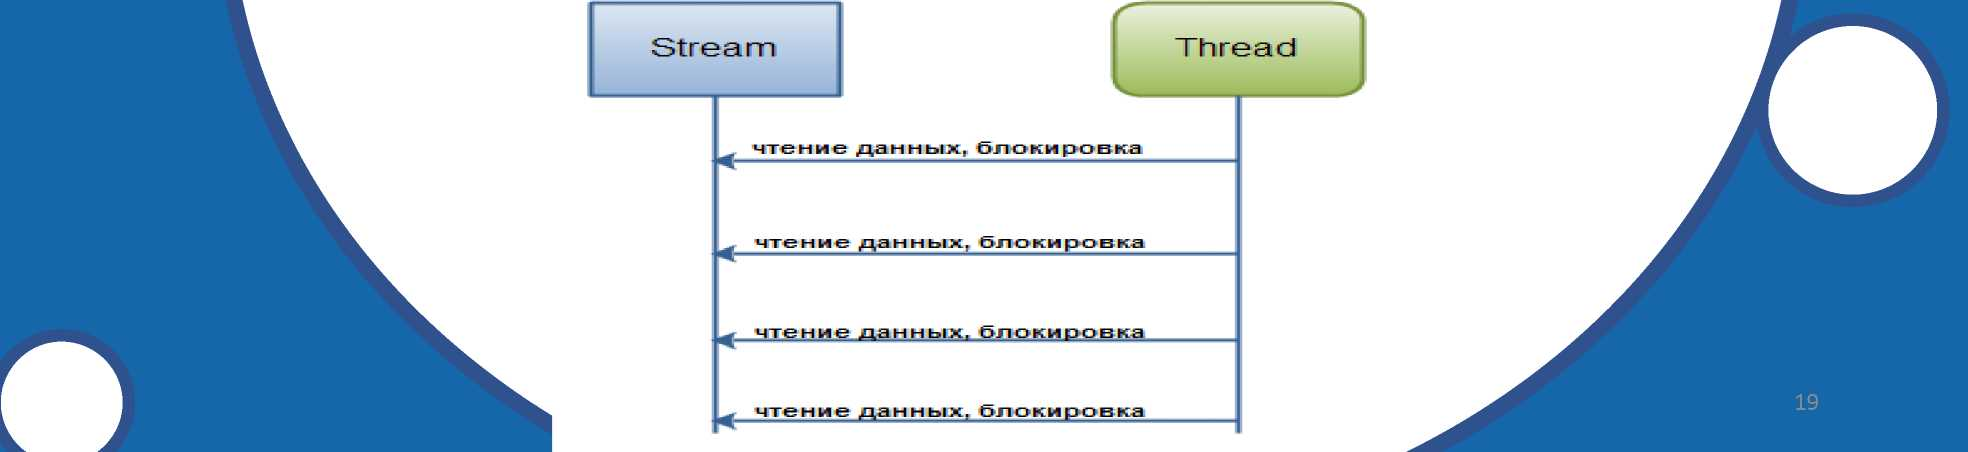 Stream
Thread
чтение данных, блокировка
чтение данных, блокировка
чтение данных, блокировка
чтение данных, блокировка
19